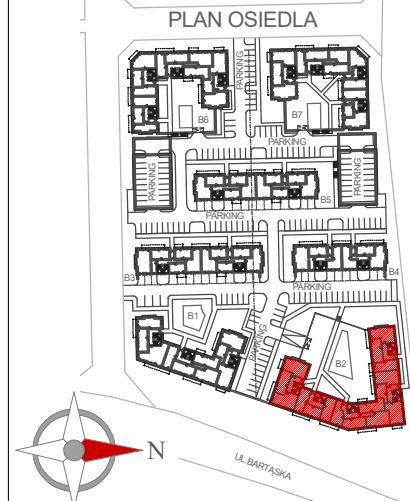 PLAN OSIEDLA
PARKING
B6
B7
PARKING
PARKING
PARKING
B5
PARKING
B3
B4
PARKING
B1
PARKING
B2
N
UL.BARTĄSKA